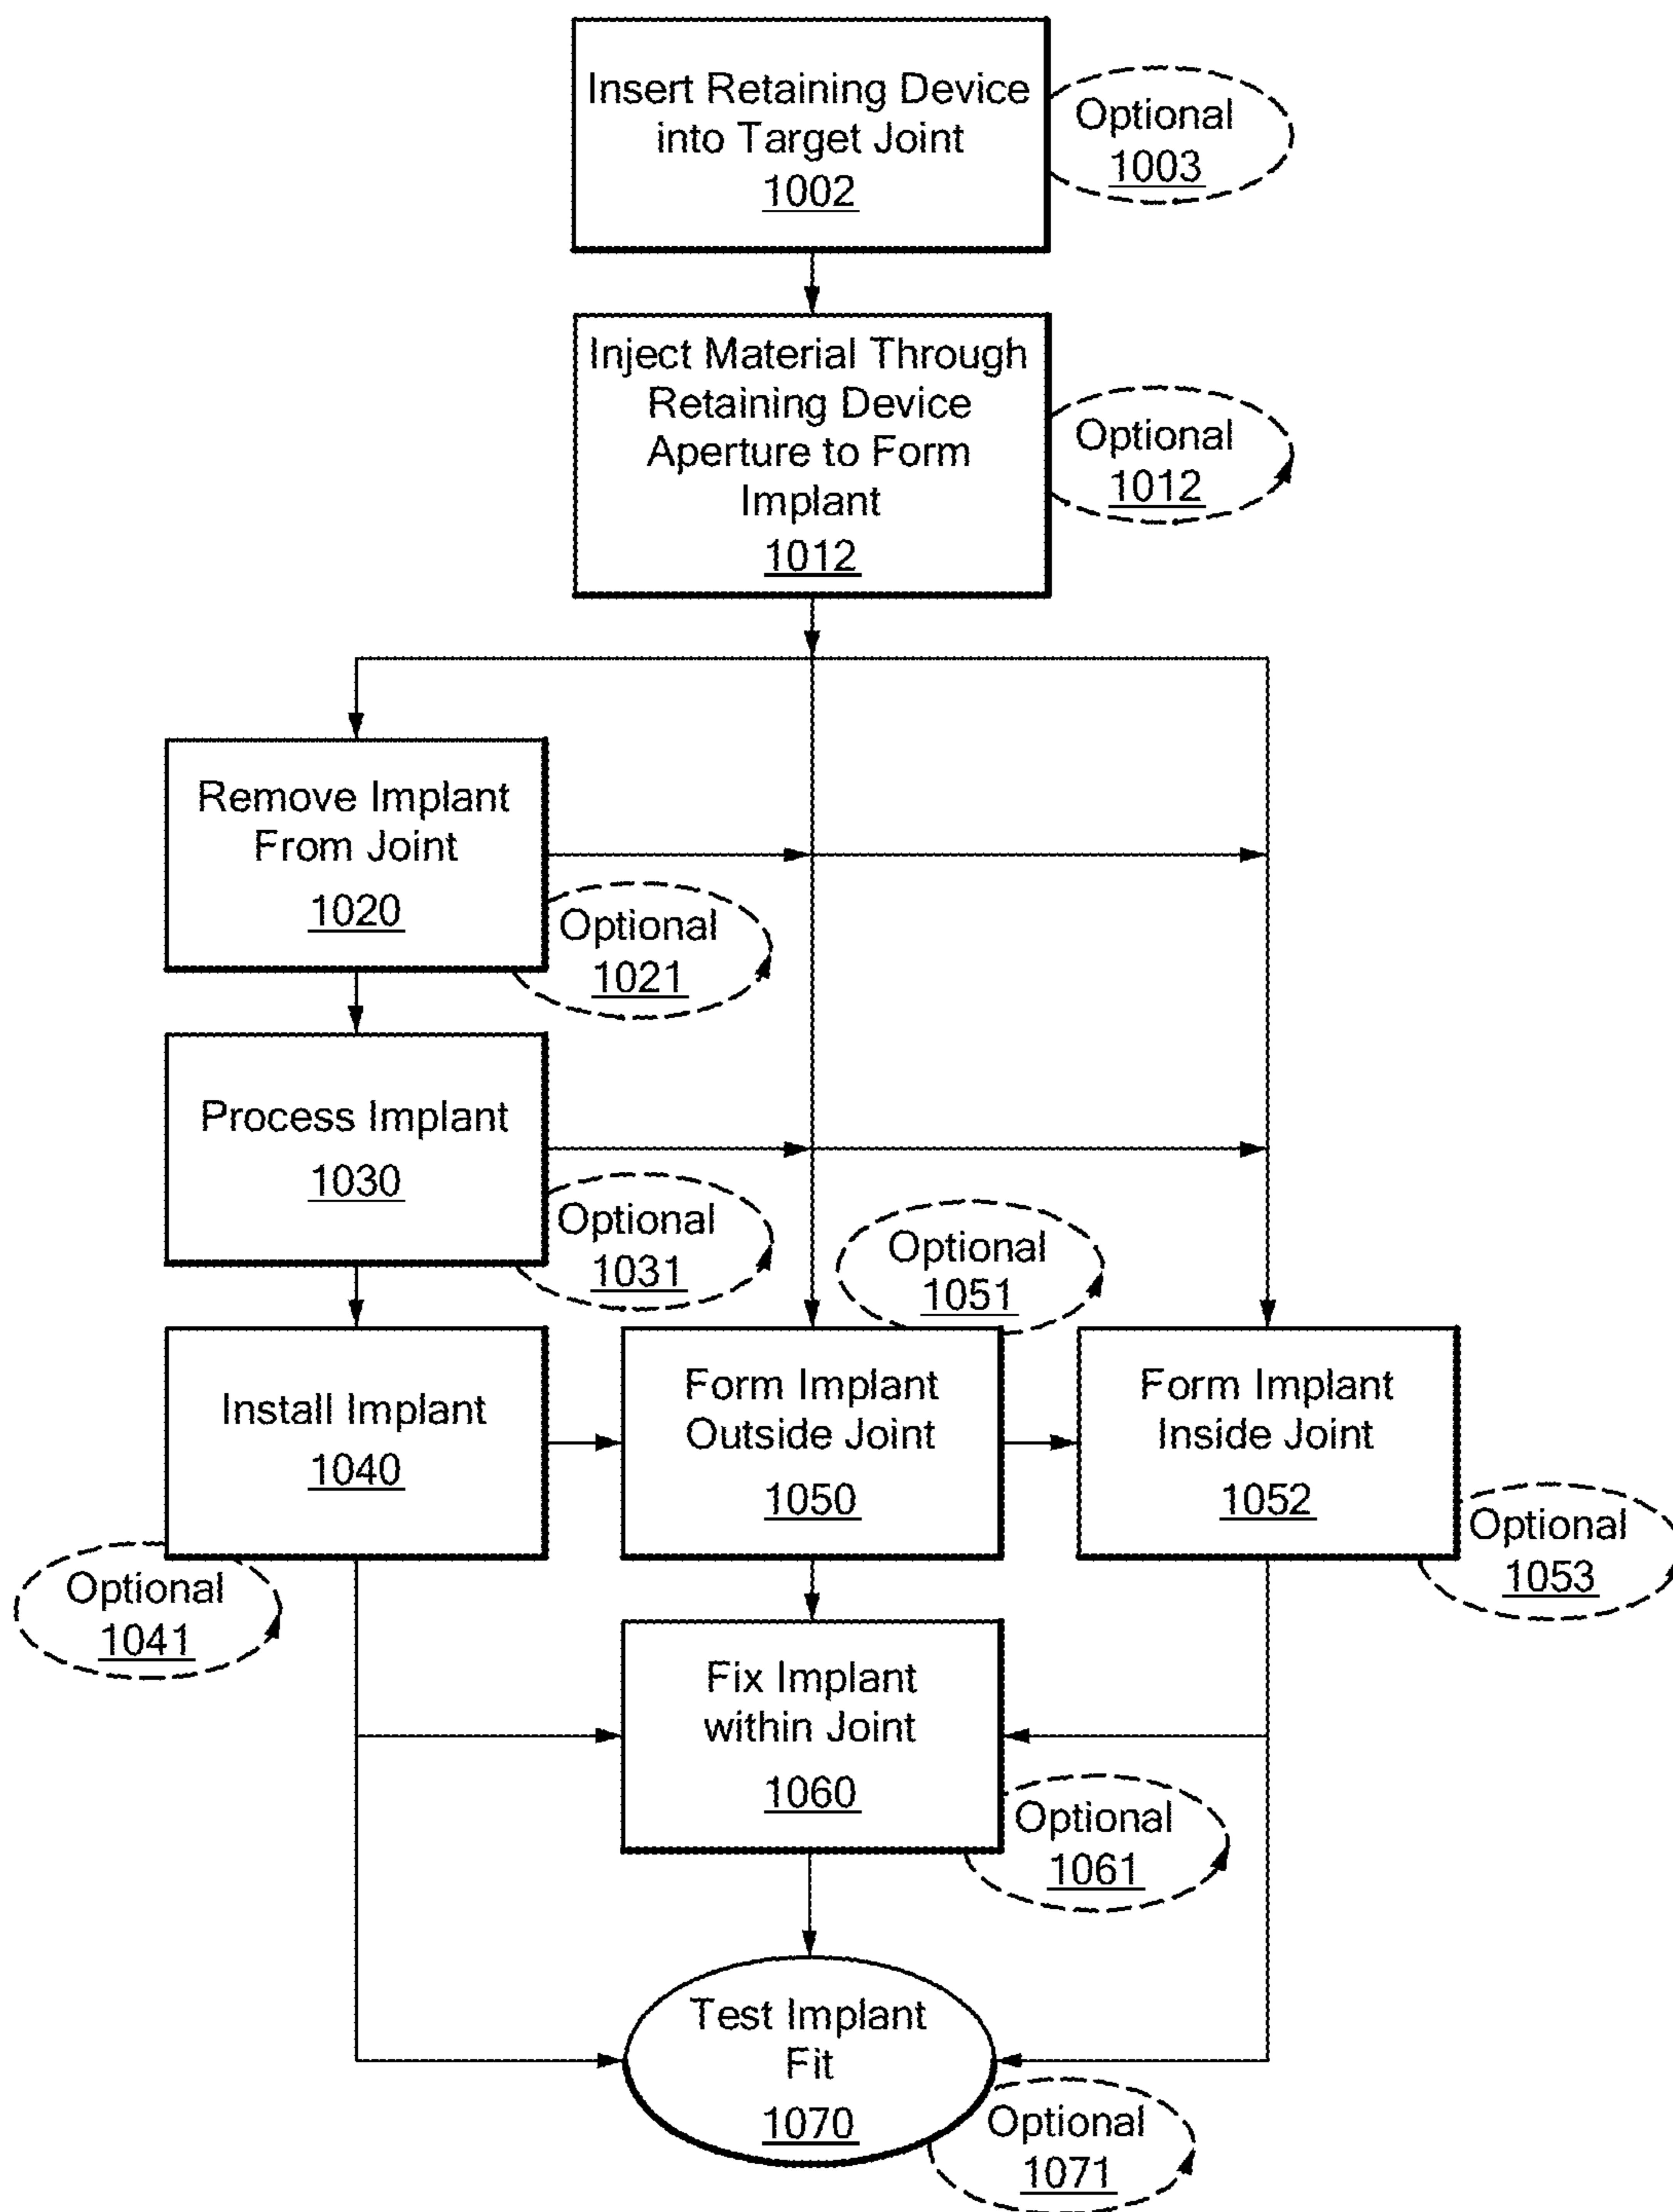 Insert Retaining Device
into Target Joint
1002
Optional
1003
Inject Material Through
Retaining Device
Aperture to Form
Implant
1012
Optional
1012
Remove Implant
From Joint
1020
Optional
1021
Process Implant
1030
Optional
1031
Optional
1051
Install Implant
1040
Optional
1041
Form Implant
Outside Joint
1050
Form Implant
Inside Joint
1052
Optional
1053
Fix Implant
within Joint
1060
Optional
1061
Test Implant
Fit
1070
Optional
1071